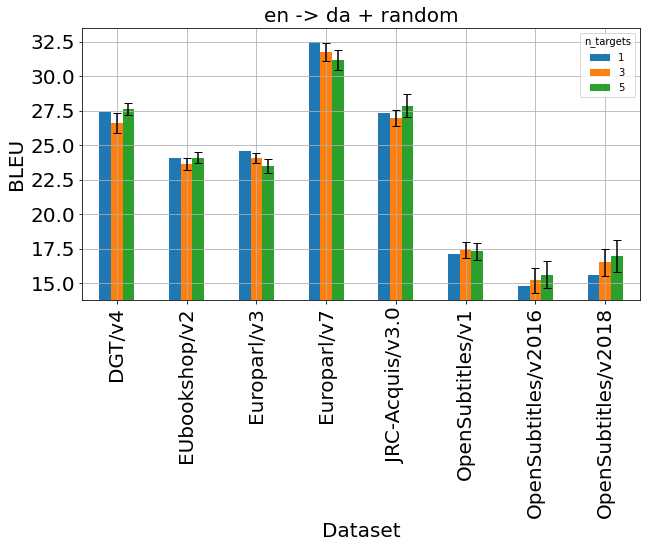 en -> da + random
BLEU
32.5
30.0
27.5
25.0
22.5
20.0
17.5
15.0
n_targets
1
3
5
DGT/v4
EUbookshop/v2
Europarl/v3
Europarl/v7
JRC-Acquis/v3.0
OpenSubtitles/v1
OpenSubtitles/v2016
OpenSubtitles/v2018
Dataset